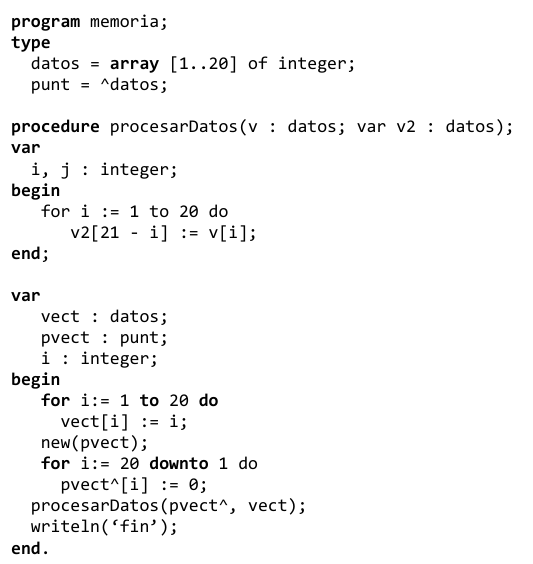 program memoria;
type
  datos = array [1..20] of integer;
  punt = ^datos;

procedure procesarDatos(v : datos; var v2 : datos);
var
  i, j : integer;
begin
   for i := 1 to 20 do
      v2[21 - i] := v[i];
end;

var
   vect : datos;
   pvect : punt;
   i : integer;
begin
   for i:= 1 to 20 do
     vect[i] := i;
   new(pvect);
   for i:= 20 downto 1 do
     pvect^[i] := 0;
  procesarDatos(pvect^, vect);
  writeln(‘fin’);
end.